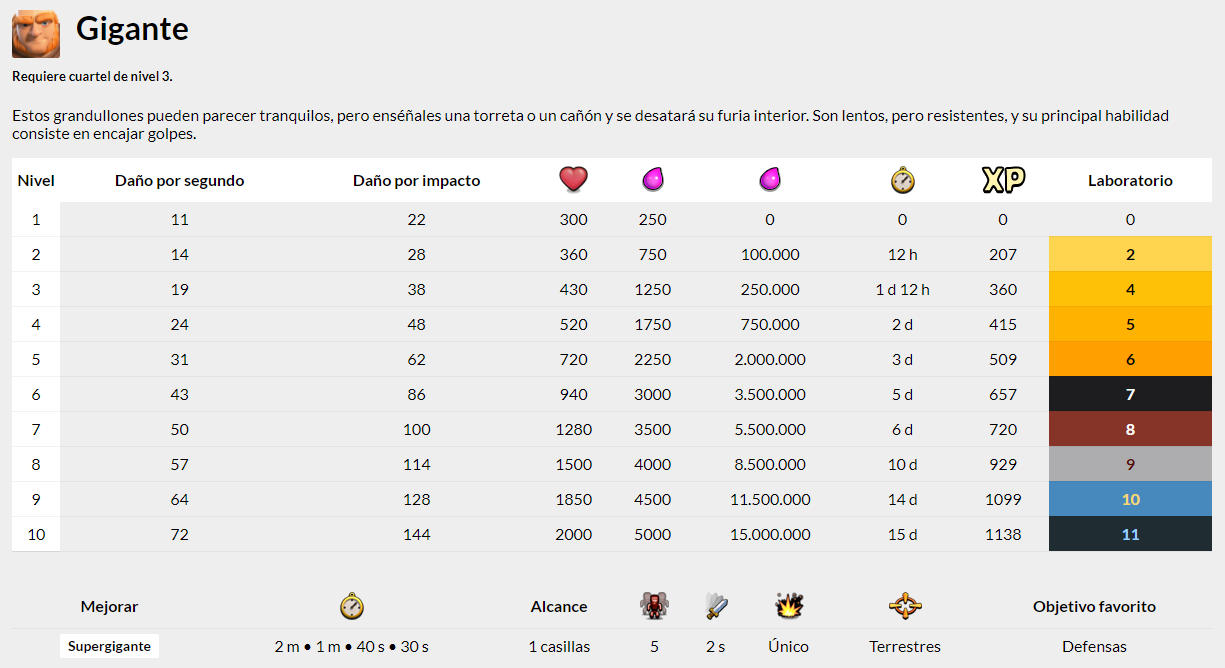 Gigante
Requiere cuartel de nivel 3.
Estos grandullones pueden parecer tranquilos, pero enséñales una torreta o un cañón y se desatará su furia interior. Son lentos, pero resistentes, y su principal habilidad
consiste en encajar golpes.
Nivel Daño por segundo Daño por impacto XP Laboratorio
1 11 22 300 250 0 0 0 0
2 14 28 360 750 100.000 12 h 207 2
3 19 38 430 1250 250.000 1 d 12 h 360 4
4 24 48 520 1750 750.000 2 d 415 5
5 31 62 720 2250 2.000.000 3 d 509 6
6 43 86 940 3000 3.500.000 5 d 657 7
7 50 100 1280 3500 5.500.000 6 d 720 8
8 57 114 1500 4000 8.500.000 10 d 929 9
9 64 128 1850 4500 11.500.000 14 d 1099 10
10 72 144 2000 5000 15.000.000 15 d 1138 11
Mejorar Alcance Objetivo favorito
Supergigante 2 m • 1 m • 40 s • 30 s 1 casillas 5 2 s Único Terrestres Defensas